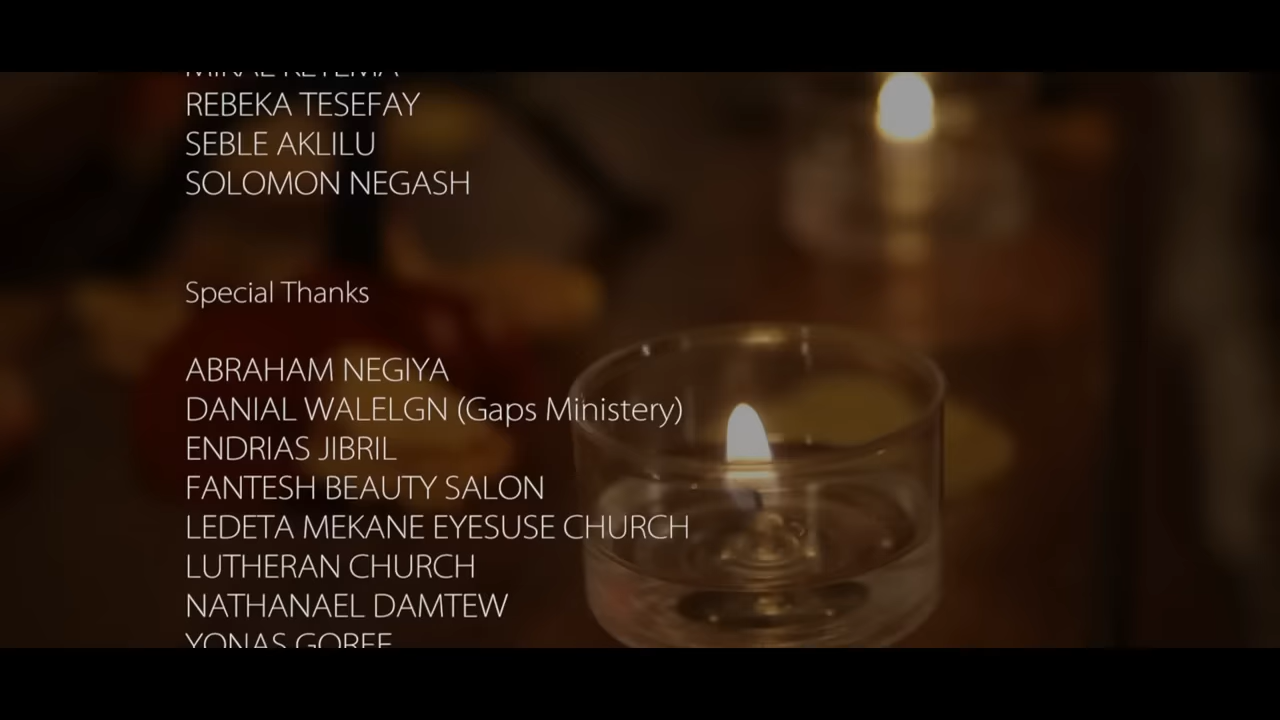 REBEKA TESEFAY
SEBLE AKLILU
SOLOMON NEGASH
Special Thanks
ABRAHAM NEGIYA
DANIAL WALELGN (Gaps Ministery)
ENDRIAS JIBRIL
FANTESH BEAUTY SALON
LEDETA MEKANE EYESUSE CHURCH
LUTHERAN CHURCH
NATHANAEL DAMTEW
YONAS